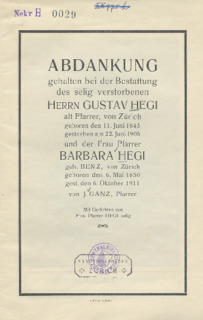 Nekr H 0029
ABDANKUNG
gehalten bei der Bestattung
des selig verstorbenen
HERRN GUSTAV HEGI
alt Pfarrer, von Zürich
geboren den 11. Juni 1843
gestorben am 22. Juni 1908
und der Frau Pfarrer
BARBARA HEGI
geb. BENZ, von Zürich
geboren den 6. Mai 1850
gest. den 6. Oktober 1911
von J. GANZ, Pfarrer
Mit Gedichten von
Frau Pfarrer HEGI selig
ZÜRICH